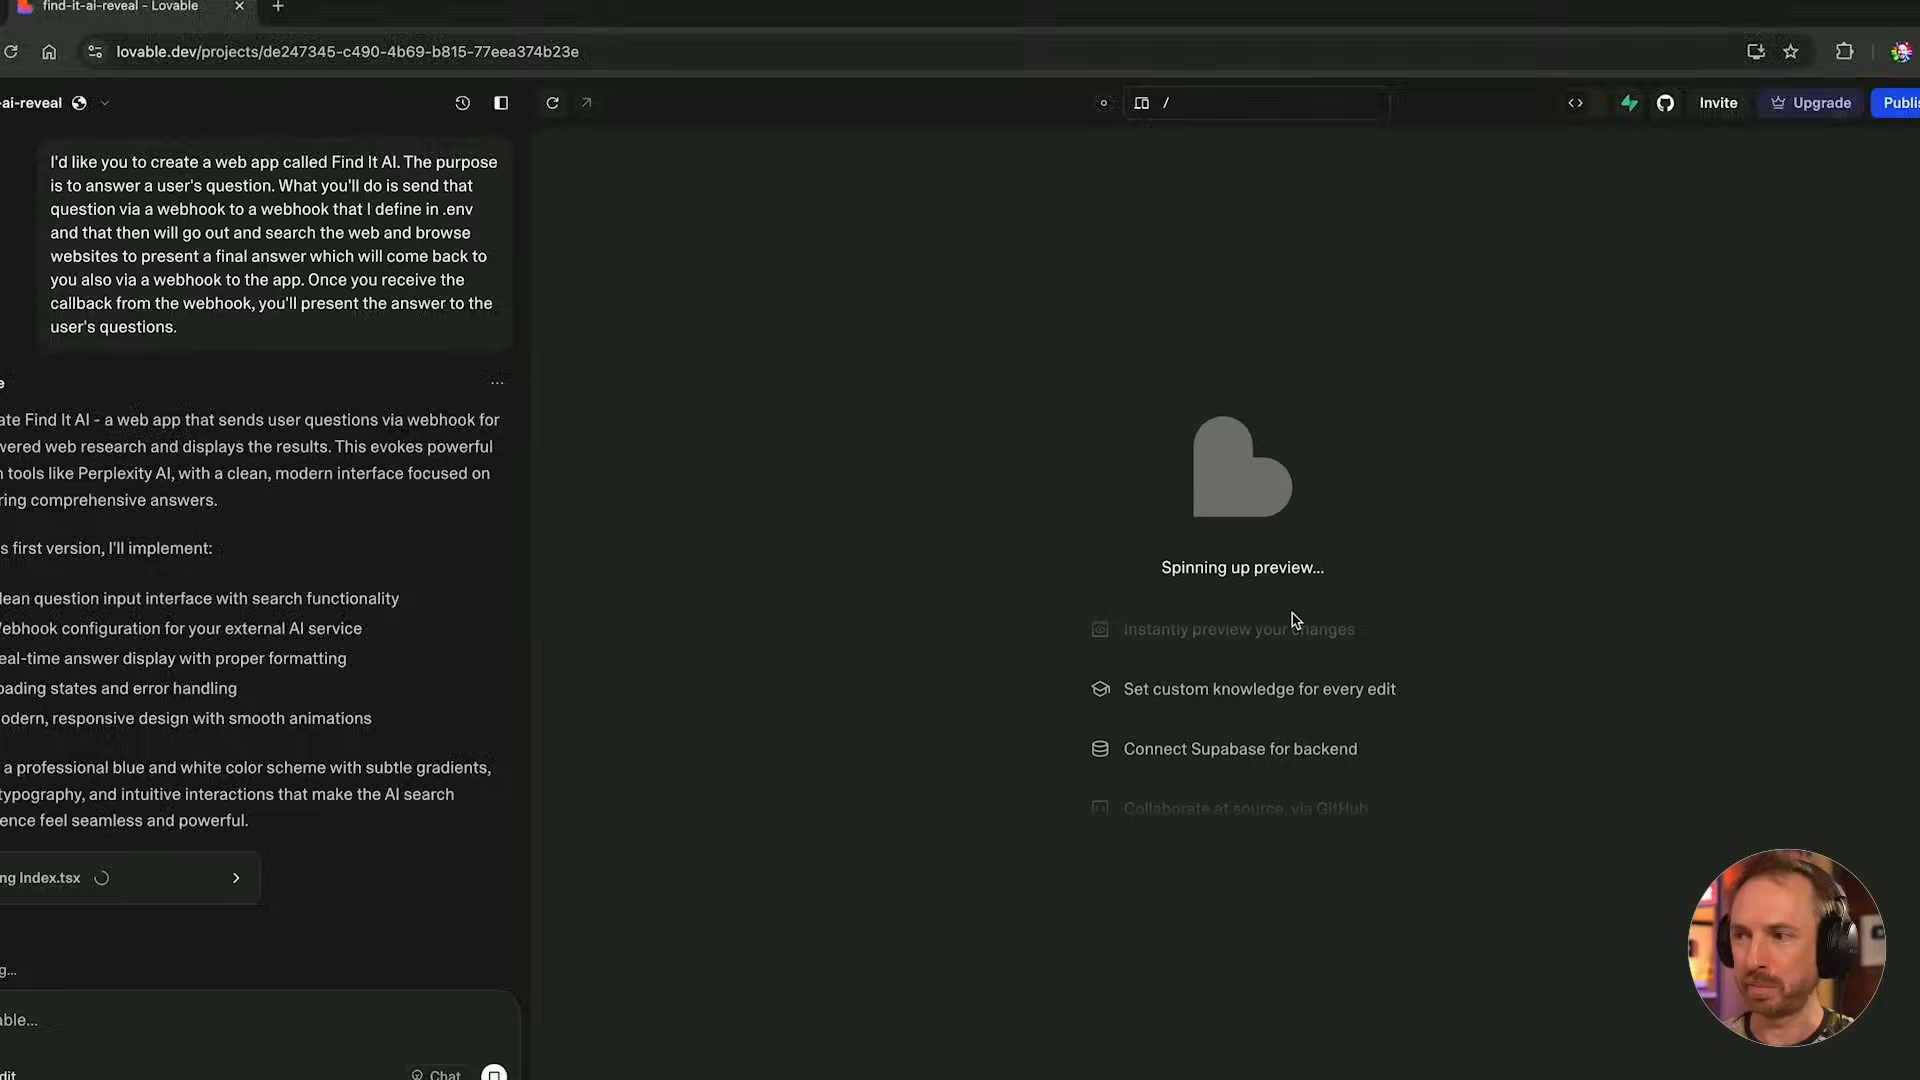 find-it-ai-reveal - Lovable
lovable.dev/projects/de247345-c490-4b69-b815-77eea374b23e
-ai-reveal
/
Invite
Upgrade
Publis
I'd like you to create a web app called Find It AI. The purpose
is to answer a user's question. What you'll do is send that
question via a webhook to a webhook that I define in .env
and that then will go out and search the web and browse
websites to present a final answer which will come back to
you also via a webhook to the app. Once you receive the
callback from the webhook, you'll present the answer to the
user's questions.
e
ate Find It AI - a web app that sends user questions via webhook for
wered web research and displays the results. This evokes powerful
n tools like Perplexity AI, with a clean, modern interface focused on
ring comprehensive answers.
s first version, I'll implement:
lean question input interface with search functionality
Webhook configuration for your external AI service
eal-time answer display with proper formatting
oading states and error handling
odern, responsive design with smooth animations
a professional blue and white color scheme with subtle gradients,
typography, and intuitive interactions that make the AI search
ence feel seamless and powerful.
ng Index.tsx
g...
able...
dit
Chat
Spinning up preview...
Instantly preview your changes
Set custom knowledge for every edit
Connect Supabase for backend
Collaborate at source, via GitHub